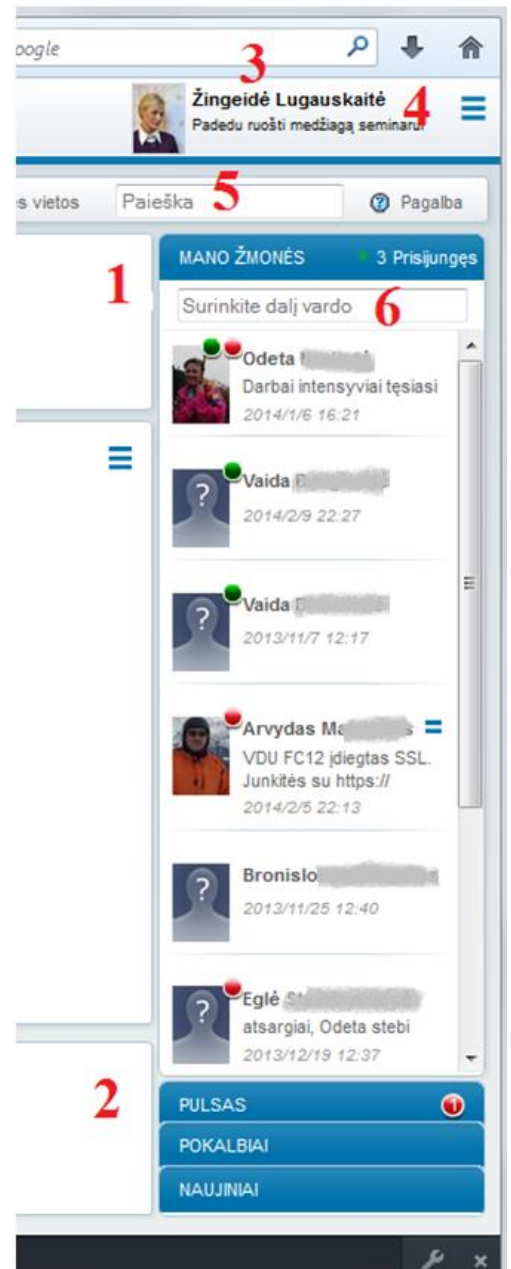 oogle
3
Žingeidė Lugauskaitė
4
Padedu ruošti medžiagą seminarui
vietos
Paieška
5
Pagalba
1
MANO ŽMONĖS
3 Prisijungęs
Surinkite dalį vardo
6
Odeta
Darbai intensyviai tęsiasi
2014/1/6 16:21
Vaida
2014/2/9 22:27
Vaida
2013/11/7 12:17
Arvydas
VDU FC12 įdiegtas SSL.
Junkitės su https://
2014/2/5 22:13
Bronislo
2013/11/25 12:40
Eglė
atsargiai, Odeta stebi
2013/12/19 12:37
2
PULSAS
1
POKALBIAI
NAUJINIAI